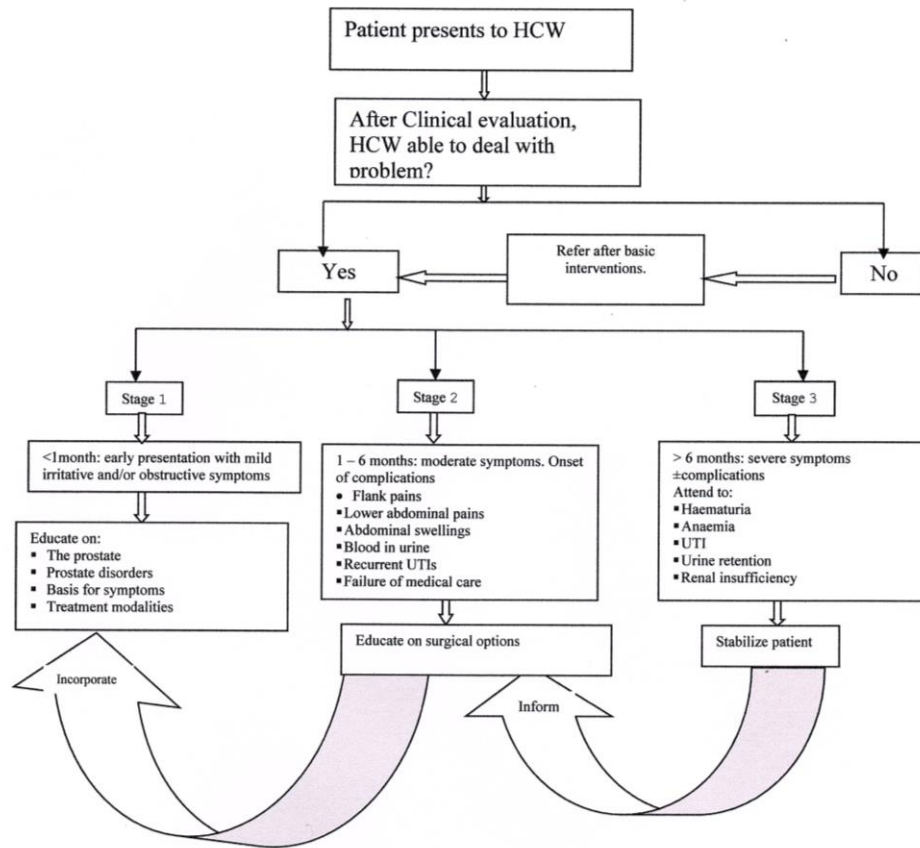 Patient presents to HCW
After Clinical evaluation,
HCW able to deal with
problem?
Refer after basic
interventions.
Yes
No
Stage 1
Stage 2
Stage 3
<1month: early presentation with mild
irritative and/or obstructive symptoms
1 – 6 months: moderate symptoms. Onset
of complications
• Flank pains
▪ Lower abdominal pains
▪ Abdominal swellings
▪ Blood in urine
▪ Recurrent UTIs
▪ Failure of medical care
> 6 months: severe symptoms
±complications
Attend to:
▪ Haematuria
▪ Anaemia
▪ UTI
▪ Urine retention
▪ Renal insufficiency
Educate on:
▪ The prostate
▪ Prostate disorders
▪ Basis for symptoms
▪ Treatment modalities
Educate on surgical options
Stabilize patient
Incorporate
Inform